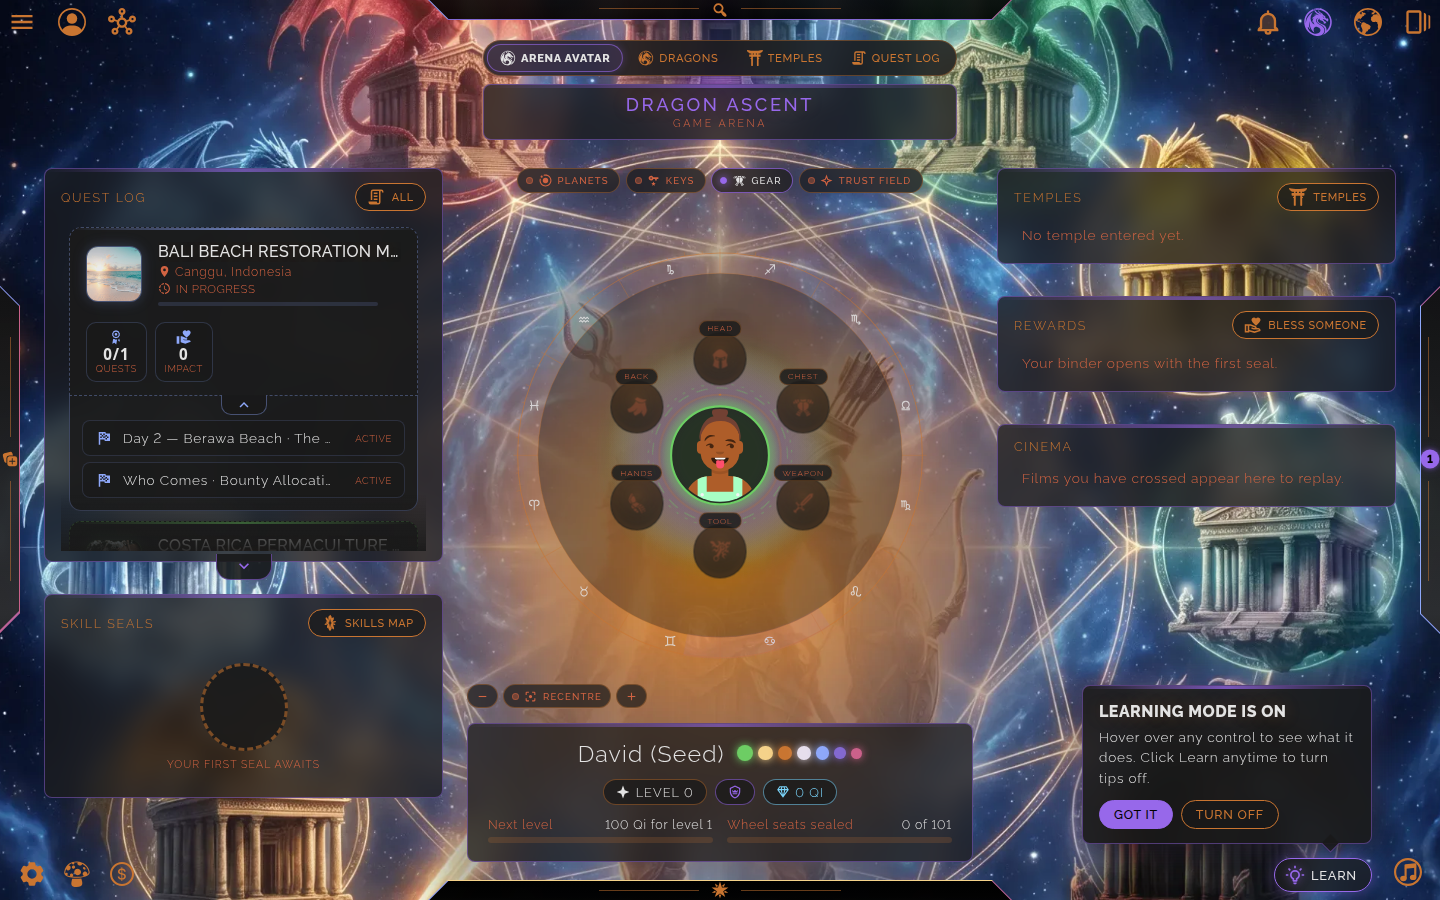 ARENA AVATAR
DRAGONS
TEMPLES
QUEST LOG
DRAGON ASCENT
GAME ARENA
PLANETS
KEYS
GEAR
TRUST FIELD
QUEST LOG
ALL
BALI BEACH RESTORATION M...
Canggu, Indonesia
IN PROGRESS
0/1
QUESTS
0
IMPACT
Day 2 — Berawa Beach · The ...
ACTIVE
Who Comes · Bounty Allocati...
ACTIVE
COSTA RICA PERMACULTURE...
SKILL SEALS
SKILLS MAP
YOUR FIRST SEAL AWAITS
HEAD
BACK
CHEST
HANDS
WEAPON
TOOL
RECENTRE
David (Seed)
LEVEL 0
0 QI
Next level
100 Qi for level 1
Wheel seats sealed
0 of 101
TEMPLES
TEMPLES
No temple entered yet.
REWARDS
BLESS SOMEONE
Your binder opens with the first seal.
CINEMA
Films you have crossed appear here to replay.
1
LEARNING MODE IS ON
Hover over any control to see what it
does. Click Learn anytime to turn
tips off.
GOT IT
TURN OFF
LEARN